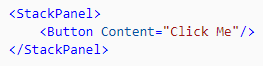 <StackPanel>
    <Button Content="Click Me"/>
</StackPanel>